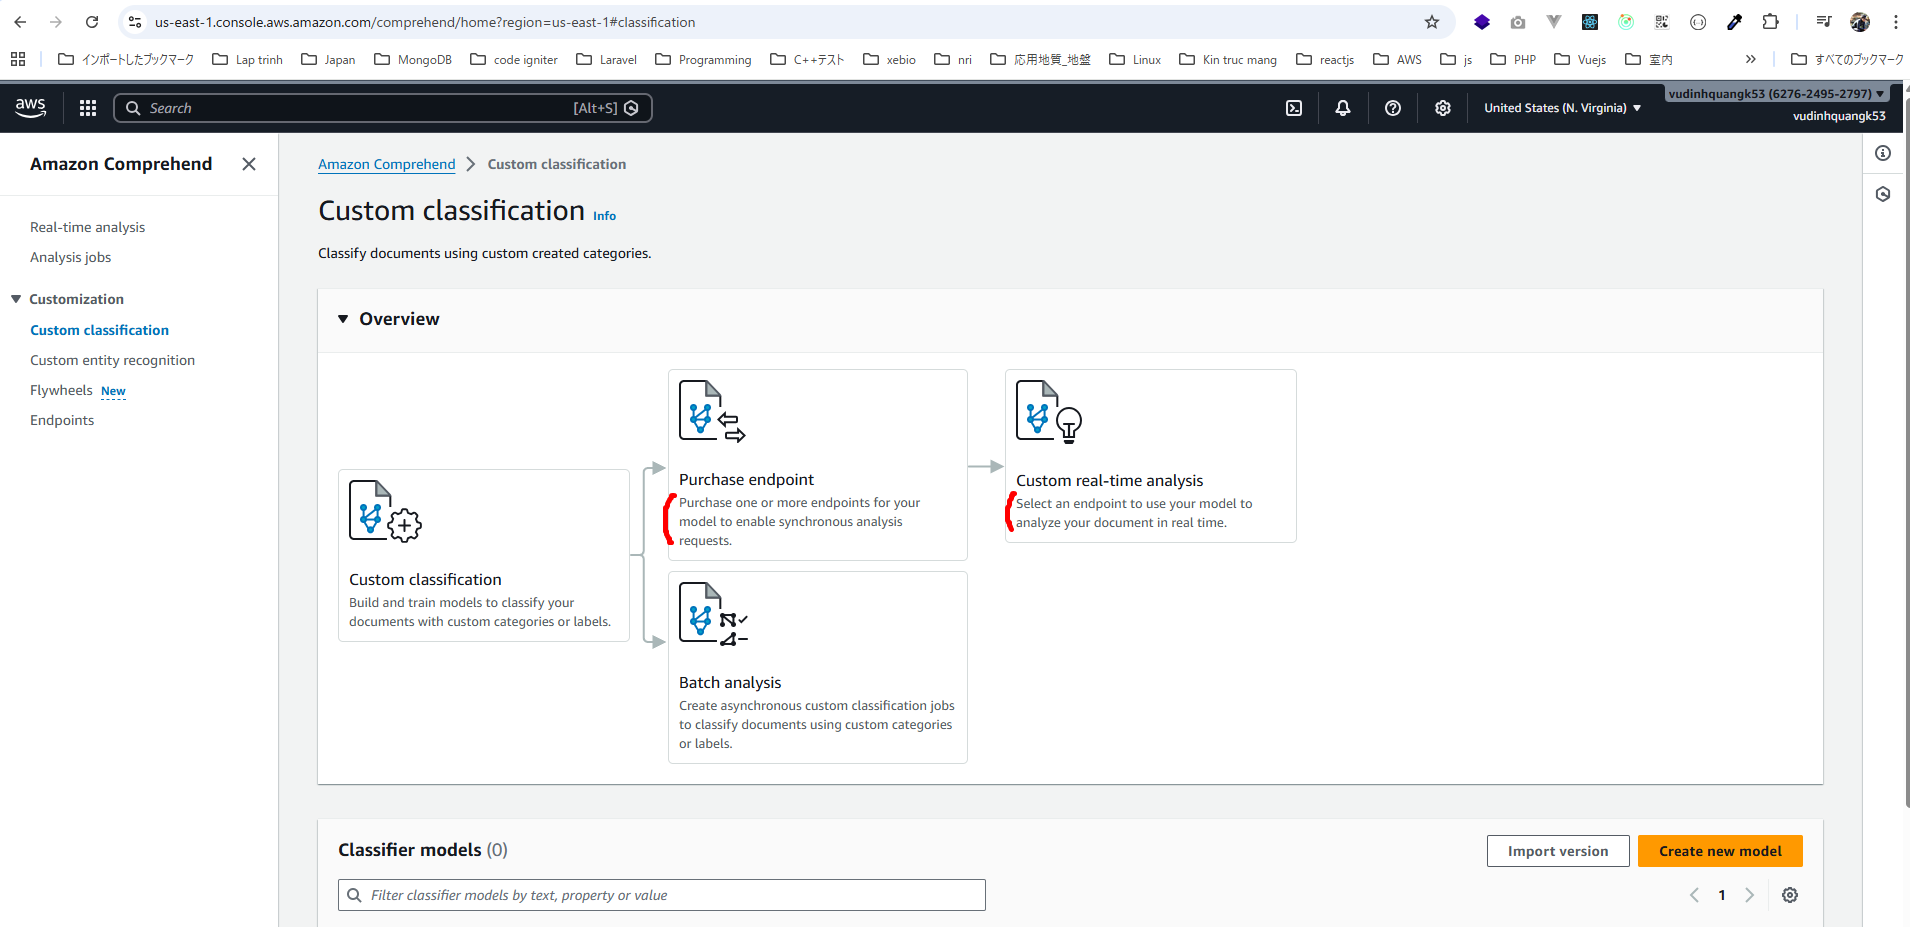 us-east-1.console.aws.amazon.com/comprehend/home?region=us-east-1#classification
インポートしたブックマーク Lap trinh Japan MongoDB code igniter Laravel Programming C++テスト xebio nri 応用地質_地盤 Linux Kin truc mang reactjs AWS js PHP Vuejs 室内 » すべてのブックマーク
aws Search [Alt+S] United States (N. Virginia) vudinhquangk53 (6276-2495-2797)
vudinhquangk53
Amazon Comprehend
Real-time analysis
Analysis jobs
Customization
Custom classification
Custom entity recognition
Flywheels New
Endpoints
Amazon Comprehend Custom classification
Custom classification Info
Classify documents using custom created categories.
Overview
Custom classification
Build and train models to classify your
documents with custom categories or labels.
Purchase endpoint
Purchase one or more endpoints for your
model to enable synchronous analysis
requests.
Custom real-time analysis
Select an endpoint to use your model to
analyze your document in real time.
Batch analysis
Create asynchronous custom classification jobs
to classify documents using custom categories
or labels.
Classifier models (0)
Import version Create new model
Filter classifier models by text, property or value
1